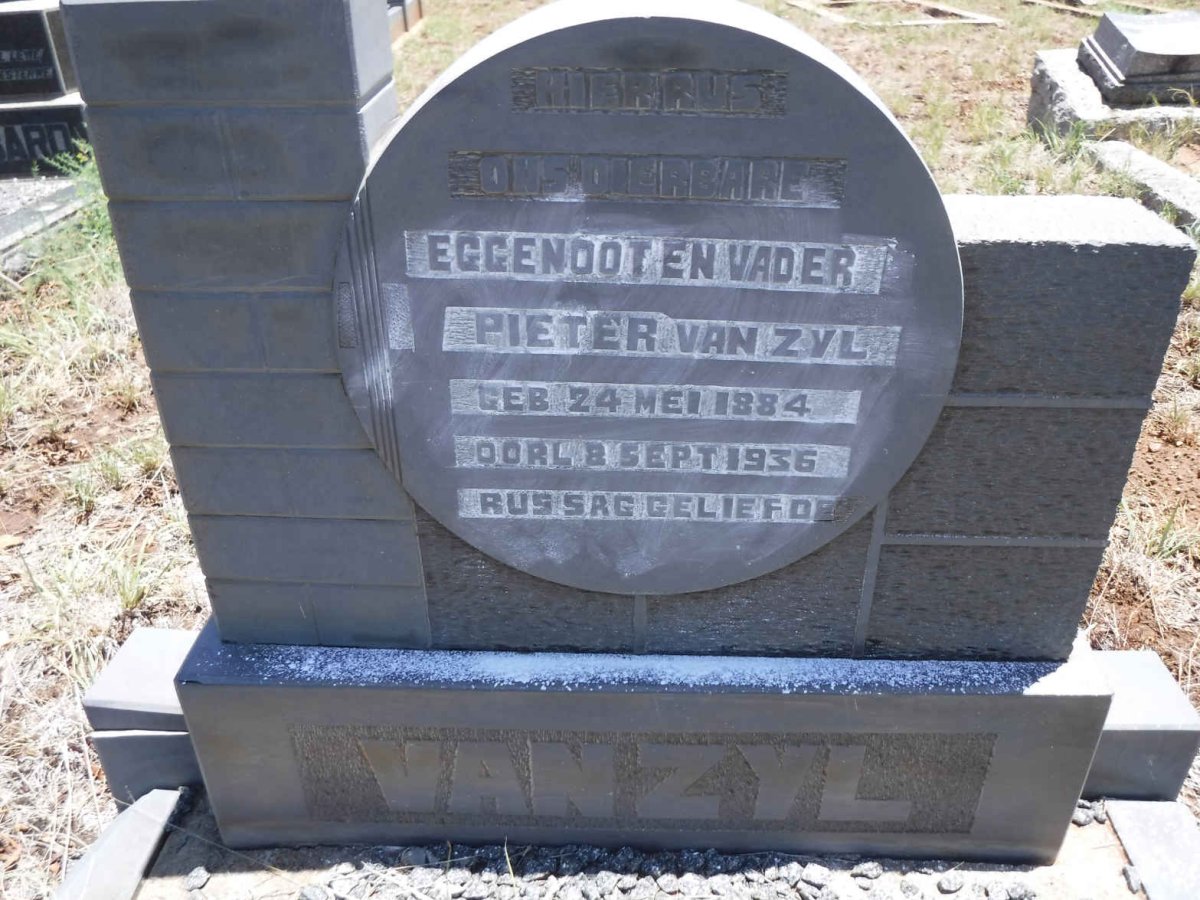 HIER RUS
ONS DIERBARE
EGGENOOT EN VADER
PIETER VAN ZYL
GEB 24 MEI 1884
OORL 8 SEPT 1936
RUS SAG GELIEFDE
VAN ZYL